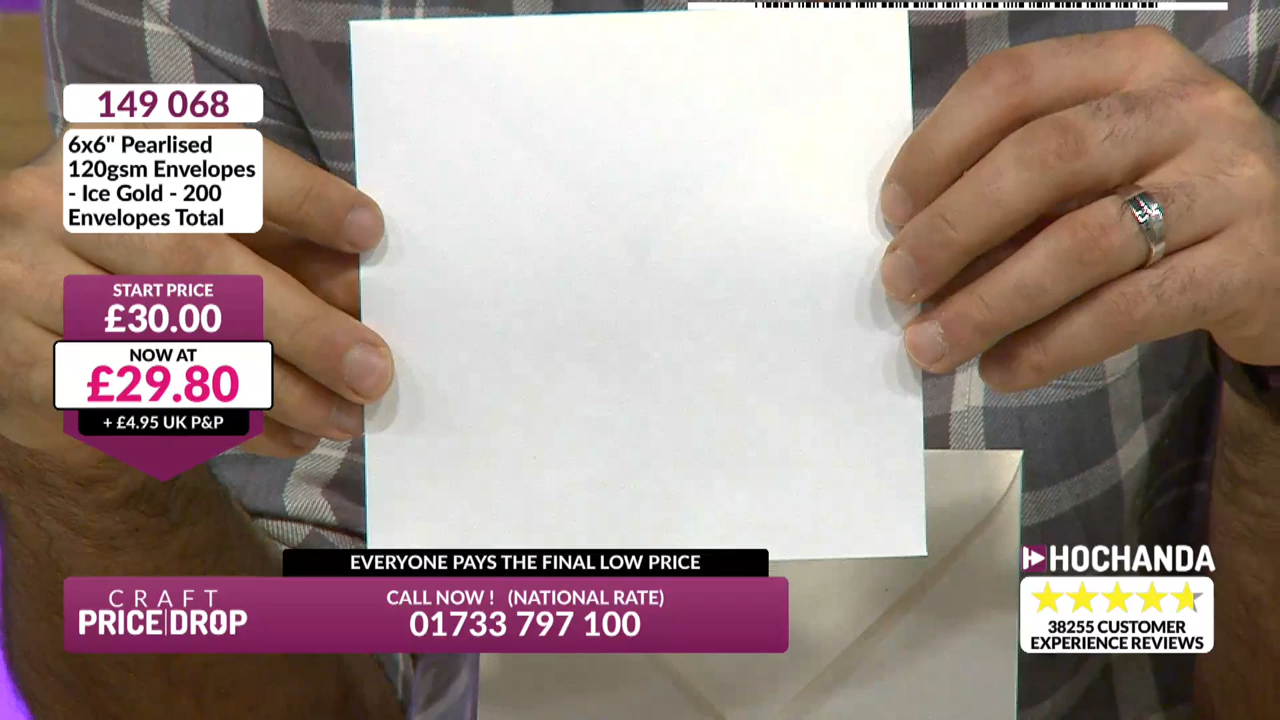 149 068
6x6" Pearlised
120gsm Envelopes
- Ice Gold - 200
Envelopes Total
START PRICE
£30.00
NOW AT
£29.80
+ £4.95 UK P&P
EVERYONE PAYS THE FINAL LOW PRICE
CRAFT
PRICE DROP
CALL NOW ! (NATIONAL RATE)
01733 797 100
HOCHANDA
38255 CUSTOMER
EXPERIENCE REVIEWS